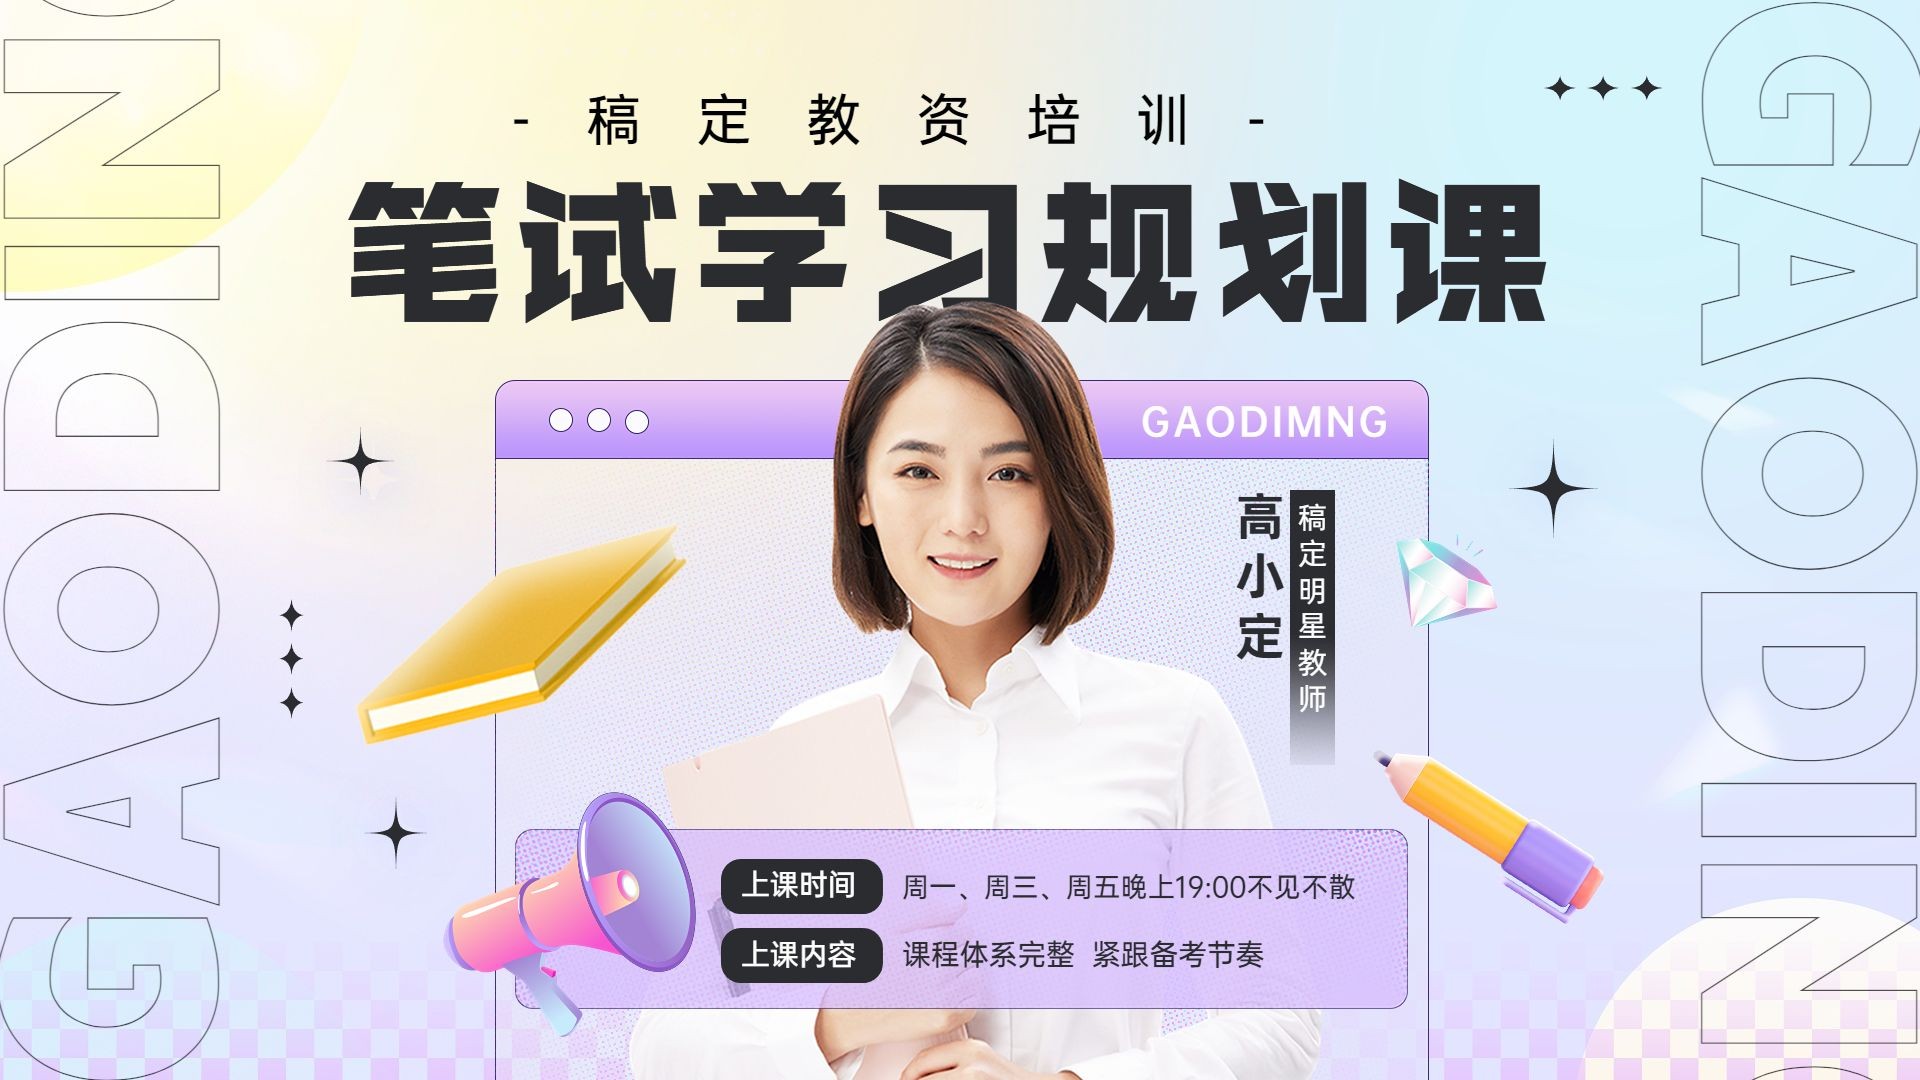 - 稿定教资培训 -
笔试学习规划课
GAODIMNG
高小定
稿定明星教师
上课时间 周一、周三、周五晚上19:00不见不散
上课内容 课程体系完整 紧跟备考节奏
GAODING
GAODING